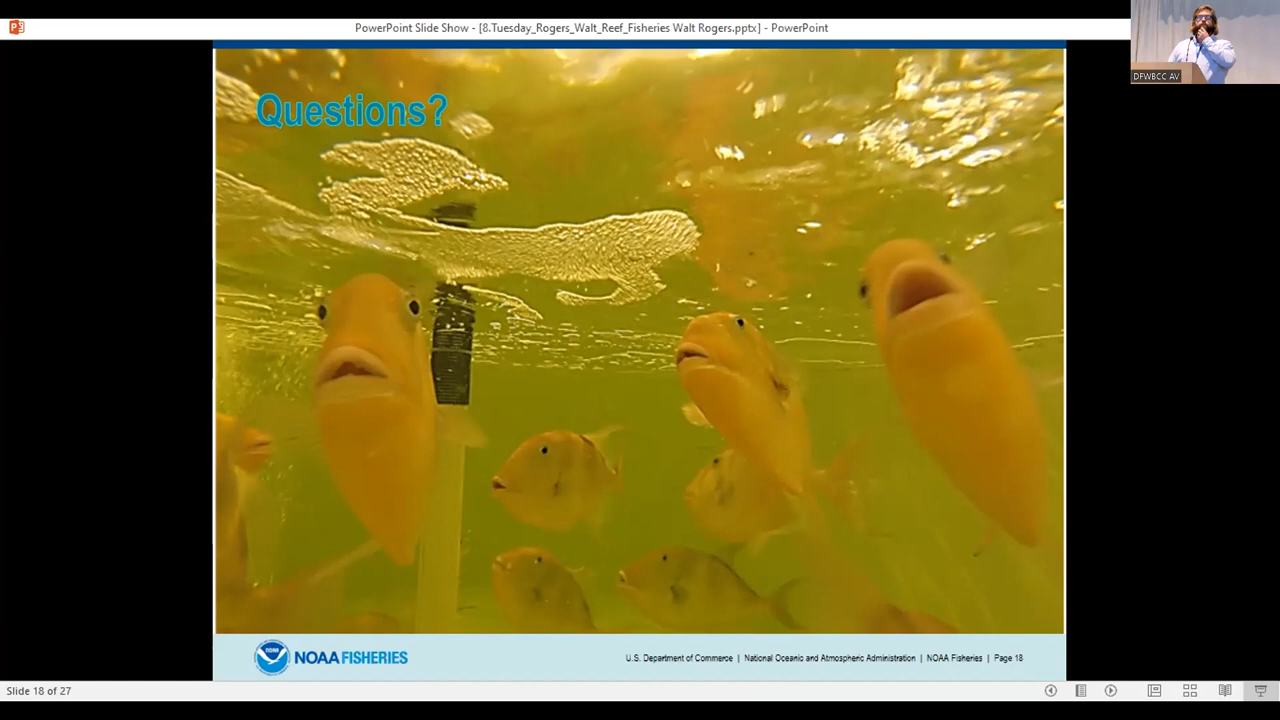 PowerPoint Slide Show - [8.Tuesday_Rogers_Walt_Reef_Fisheries Walt Rogers.pptx] - PowerPoint
DFWBCC AV
Questions?
NOAA FISHERIES
U.S. Department of Commerce | National Oceanic and Atmospheric Administration | NOAA Fisheries | Page 18
Slide 18 of 27